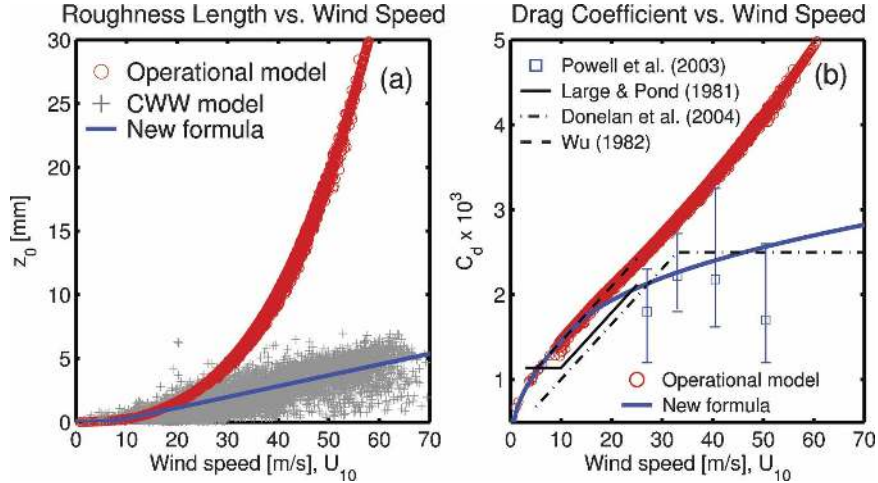 Roughness Length vs. Wind Speed
30
25
20
15
10
5
0
z0 [mm]
(a)
Operational model
CWW model
New formula
0 10 20 30 40 50 60 70
Wind speed [m/s], U10
Drag Coefficient vs. Wind Speed
5
4
3
2
1
Cd x 10³
(b)
Powell et al. (2003)
Large & Pond (1981)
Donelan et al. (2004)
Wu (1982)
Operational model
New formula
0 10 20 30 40 50 60 70
Wind speed [m/s], U10